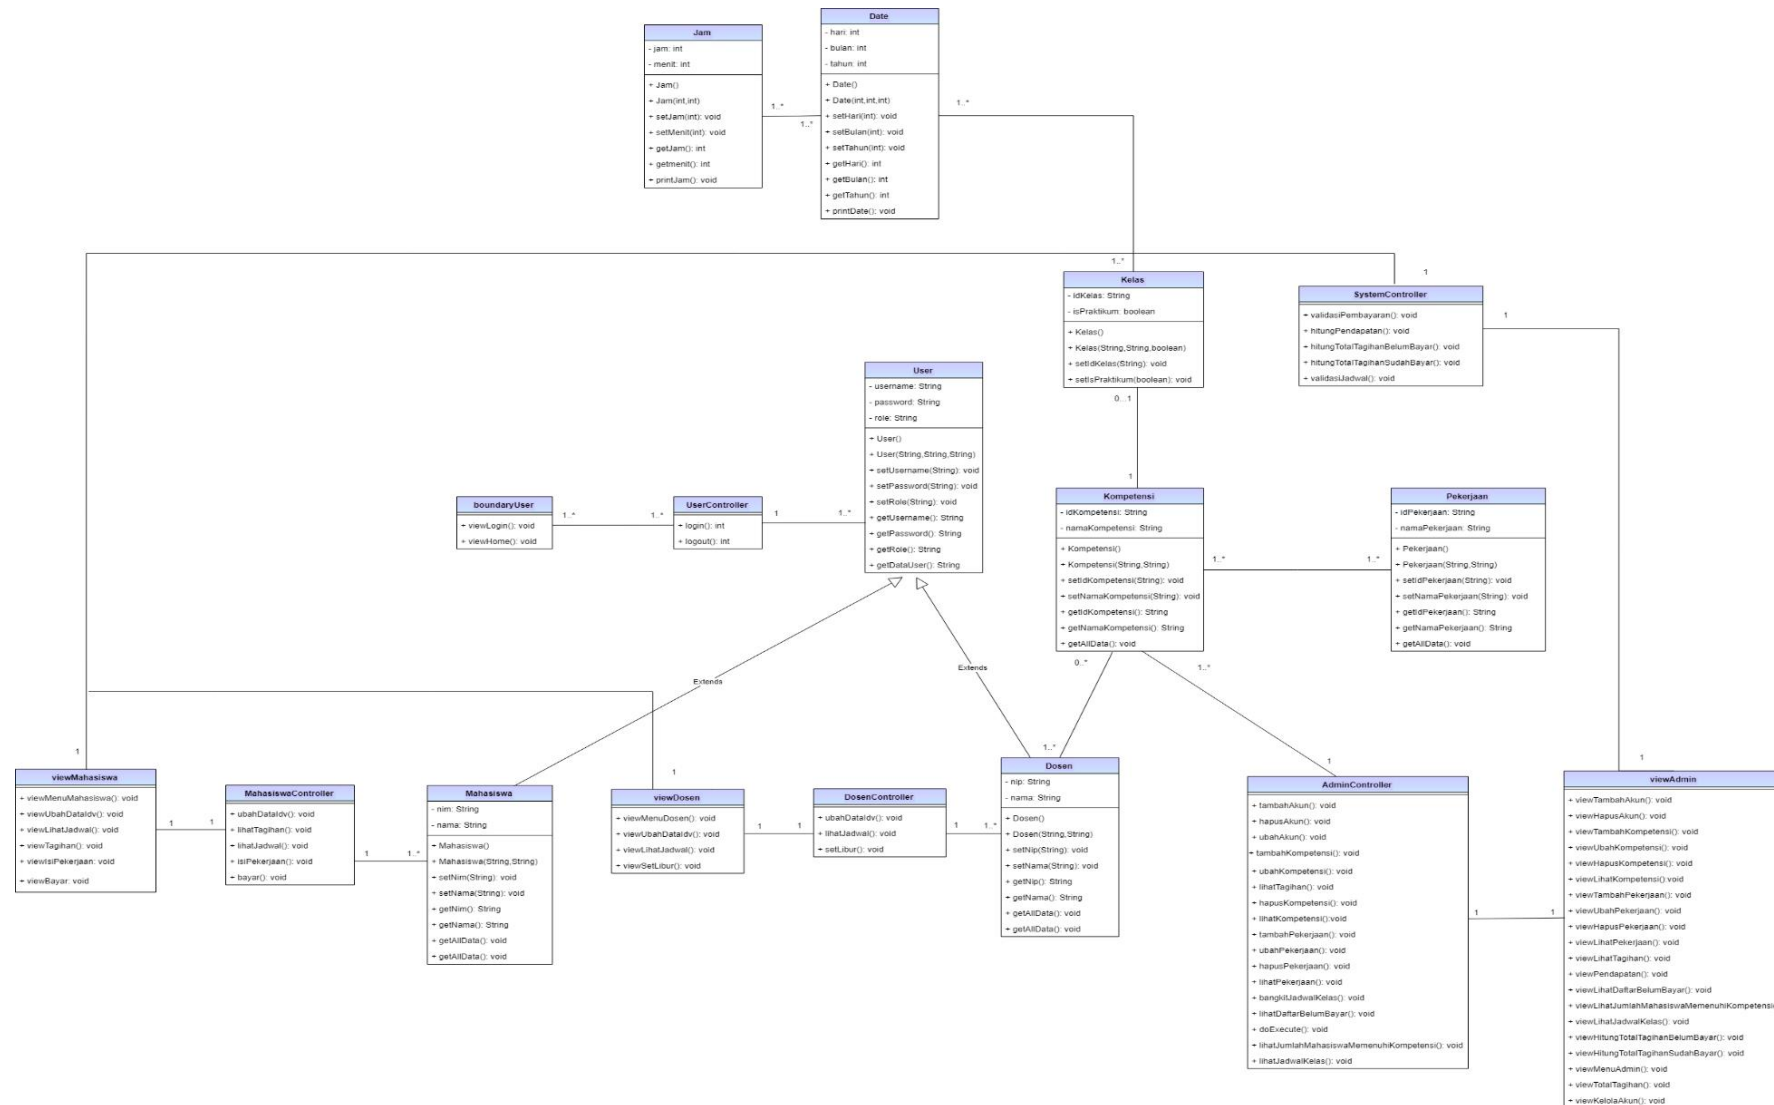 Jam
- jam: int
- menit: int
+ Jam()
+ Jam(int,int)
+ setJam(int): void
+ setMenit(int): void
+ getJam(): int
+ getmenit(): int
+ printJam(): void
1..*
1..*
Date
- hari: int
- bulan: int
- tahun: int
+ Date()
+ Date(int,int,int)
+ setHari(int): void
+ setBulan(int): void
+ setTahun(int): void
+ getHari(): int
+ getBulan(): int
+ getTahun(): int
+ printDate(): void
1..*
1..*
Kelas
- idKelas: String
- isPraktikum: boolean
+ Kelas()
+ Kelas(String,String,boolean)
+ setIdKelas(String): void
+ setIsPraktikum(boolean): void
0...1
1
1
SystemController
+ validasiPembayaran(): void
+ hitungPendapatan(): void
+ hitungTotalTagihanBelumBayar(): void
+ hitungTotalTagihanSudahBayar(): void
+ validasiJadwal(): void
1
User
- username: String
- password: String
- role: String
+ User()
+ User(String,String,String)
+ setUsername(String): void
+ setPassword(String): void
+ setRole(String): void
+ getUsername(): String
+ getPassword(): String
+ getRole(): String
+ getDataUser(): String
boundaryUser
+ viewLogin(): void
+ viewHome(): void
1..*
1..*
UserController
+ login(): int
+ logout(): int
1
1..*
Kompetensi
- idKompetensi: String
- namaKompetensi: String
+ Kompetensi()
+ Kompetensi(String,String)
+ setIdKompetensi(String): void
+ setNamaKompetensi(String): void
+ getIdKompetensi(): String
+ getNamaKompetensi(): String
+ getAllData(): void
1..*
1..*
Pekerjaan
- idPekerjaan: String
- namaPekerjaan: String
+ Pekerjaan()
+ Pekerjaan(String,String)
+ setIdPekerjaan(String): void
+ setNamaPekerjaan(String): void
+ getIdPekerjaan(): String
+ getNamaPekerjaan(): String
+ getAllData(): void
Extends
Extends
0..*
1..*
1..*
1
1
1
1
viewMahasiswa
+ viewMenuMahasiswa(): void
+ viewUbahDataIdv(): void
+ viewLihatJadwal(): void
+ viewTagihan(): void
+ viewIsiPekerjaan: void
+ viewBayar: void
1
1
MahasiswaController
+ ubahDataIdv(): void
+ lihatTagihan(): void
+ lihatJadwal(): void
+ isiPekerjaan(): void
+ bayar(): void
1
1..*
Mahasiswa
- nim: String
- nama: String
+ Mahasiswa()
+ Mahasiswa(String,String)
+ setNim(String): void
+ setNama(String): void
+ getNim(): String
+ getNama(): String
+ getAllData(): void
+ getAllData(): void
viewDosen
+ viewMenuDosen(): void
+ viewUbahDataIdv(): void
+ viewLihatJadwal(): void
+ viewSetLibur(): void
1
1
DosenController
+ ubahDataIdv(): void
+ lihatJadwal(): void
+ setLibur(): void
1
1..*
Dosen
- nip: String
- nama: String
+ Dosen()
+ Dosen(String,String)
+ setNip(String): void
+ setNama(String): void
+ getNip(): String
+ getNama(): String
+ getAllData(): void
+ getAllData(): void
AdminController
+ tambahAkun(): void
+ hapusAkun(): void
+ ubahAkun(): void
+ tambahKompetensi(): void
+ ubahKompetensi(): void
+ lihatTagihan(): void
+ hapusKompetensi(): void
+ lihatKompetensi():void
+ tambahPekerjaan(): void
+ ubahPekerjaan(): void
+ hapusPekerjaan(): void
+ lihatPekerjaan(): void
+ bangkitJadwalKelas(): void
+ lihatDaftarBelumBayar(): void
+ doExecute(): void
+ lihatJumlahMahasiswaMemenuhiKompetensi(): void
+ lihatJadwalKelas(): void
1
1
viewAdmin
+ viewTambahAkun(): void
+ viewHapusAkun(): void
+ viewTambahKompetensi(): void
+ viewUbahKompetensi(): void
+ viewHapusKompetensi(): void
+ viewLihatKompetensi():void
+ viewTambahPekerjaan(): void
+ viewUbahPekerjaan(): void
+ viewHapusPekerjaan(): void
+ viewLihatPekerjaan(): void
+ viewLihatTagihan(): void
+ viewPendapatan(): void
+ viewLihatDaftarBelumBayar(): void
+ viewLihatJumlahMahasiswaMemenuhiKompetensi
+ viewLihatJadwalKelas(): void
+ viewHitungTotalTagihanBelumBayar(): void
+ viewHitungTotalTagihanSudahBayar(): void
+ viewMenuAdmin(): void
+ viewTotalTagihan(): void
+ viewKelolaAkun(): void